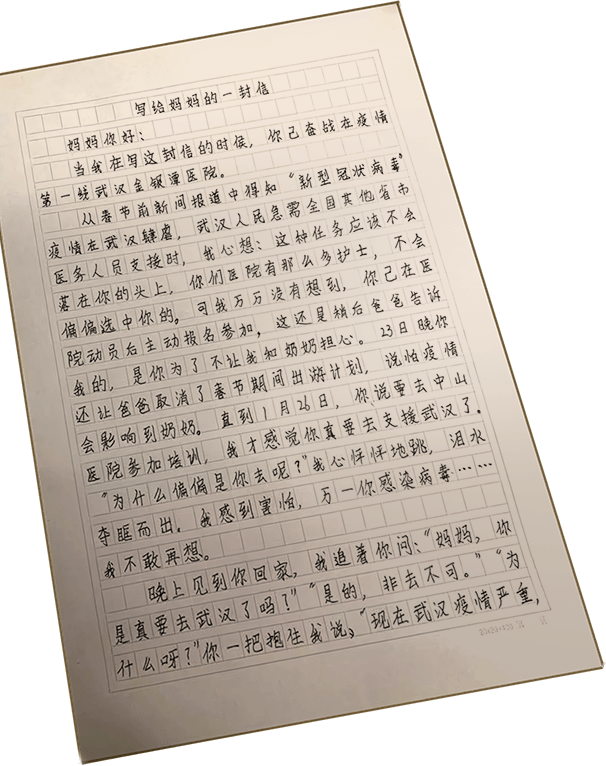 写给妈妈的一封信
妈妈你好：
当我在写这封信的时候，你已奋战在疫情
第一线武汉金银潭医院。
从春节前新闻报道中得知“新型冠状病毒”
疫情在武汉肆虐，武汉人民急需全国其他省市
医务人员支援时，我心想：这种任务应该不会
落在你的头上，你们医院有那么多护士，不会
偏偏选中你的。可我万万没有想到，你已在医
院动员后主动报名参加，这还是稍后爸爸告诉
我的，是你为了不让我和奶奶担心。23日晚你
还让爸爸取消了春节期间出游计划，说怕疫情
会影响到奶奶。直到1月26日，你说要去中山
医院参加培训，我才感觉你真要去支援武汉了。
“为什么偏偏是你去呢？”我心怦怦地跳，泪水
夺眶而出。我感到害怕，万一你感染病毒……
我不敢再想。
晚上见到你回家，我追着你问：“妈妈，你
是真要去武汉了吗？”“是的，非去不可。”“为
什么呀？”你一把抱住我说，“现在武汉疫情严重，